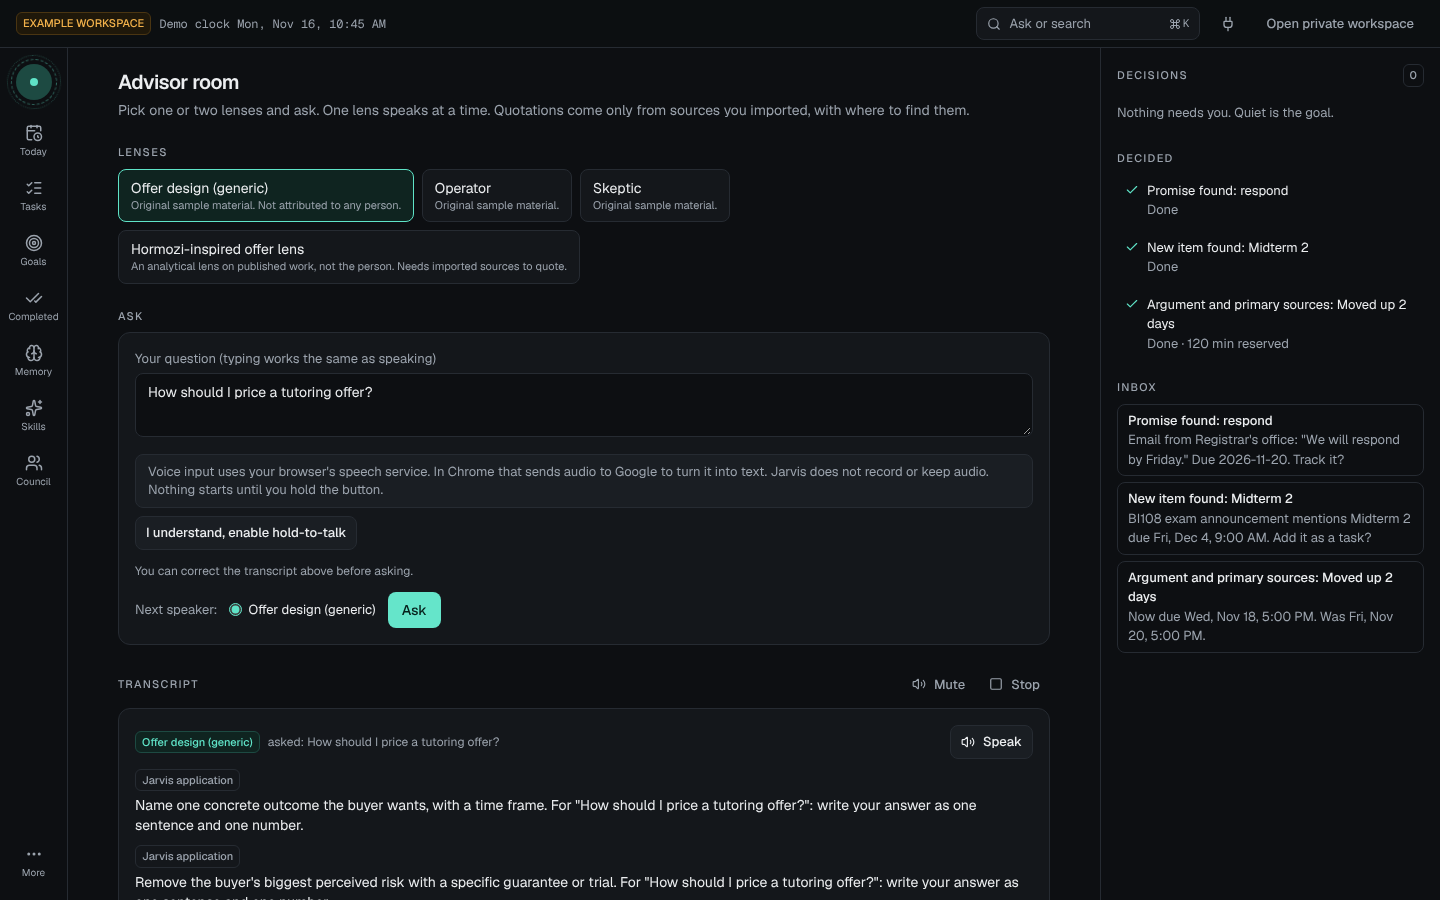 EXAMPLE WORKSPACE Demo clock Mon, Nov 16, 10:45 AM
Ask or search ⌘K
Open private workspace
Today
Tasks
Goals
Completed
Memory
Skills
Council
More
Advisor room
Pick one or two lenses and ask. One lens speaks at a time. Quotations come only from sources you imported, with where to find them.
LENSES
Offer design (generic)
Original sample material. Not attributed to any person.
Operator
Original sample material.
Skeptic
Original sample material.
Hormozi-inspired offer lens
An analytical lens on published work, not the person. Needs imported sources to quote.
ASK
Your question (typing works the same as speaking)
How should I price a tutoring offer?
Voice input uses your browser's speech service. In Chrome that sends audio to Google to turn it into text. Jarvis does not record or keep audio.
Nothing starts until you hold the button.
I understand, enable hold-to-talk
You can correct the transcript above before asking.
Next speaker: Offer design (generic) Ask
TRANSCRIPT
Mute
Stop
Offer design (generic) asked: How should I price a tutoring offer?
Speak
Jarvis application
Name one concrete outcome the buyer wants, with a time frame. For "How should I price a tutoring offer?": write your answer as one
sentence and one number.
Jarvis application
Remove the buyer's biggest perceived risk with a specific guarantee or trial. For "How should I price a tutoring offer?": write your answer as
DECISIONS 0
Nothing needs you. Quiet is the goal.
DECIDED
Promise found: respond
Done
New item found: Midterm 2
Done
Argument and primary sources: Moved up 2
days
Done · 120 min reserved
INBOX
Promise found: respond
Email from Registrar's office: "We will respond
by Friday." Due 2026-11-20. Track it?
New item found: Midterm 2
BI108 exam announcement mentions Midterm 2
due Fri, Dec 4, 9:00 AM. Add it as a task?
Argument and primary sources: Moved up 2
days
Now due Wed, Nov 18, 5:00 PM. Was Fri, Nov
20, 5:00 PM.